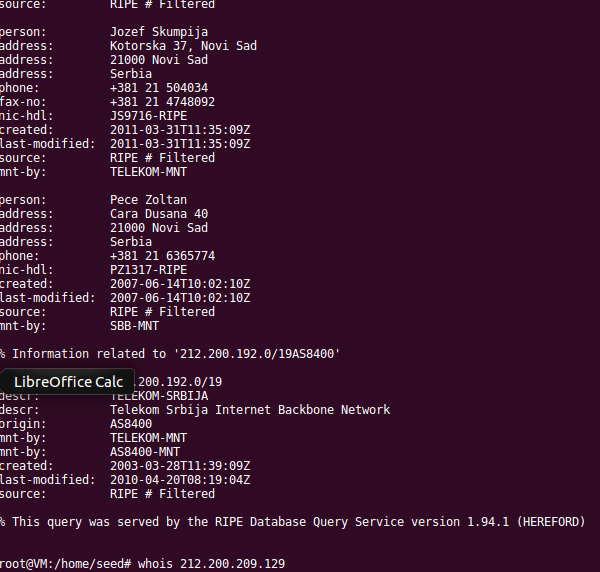 source:         RIPE # Filtered
person:         Jozef Skumpija
address:        Kotorska 37, Novi Sad
address:        21000 Novi Sad
address:        Serbia
phone:          +381 21 504034
fax-no:         +381 21 4748092
nic-hdl:        JS9716-RIPE
created:        2011-03-31T11:35:09Z
last-modified:  2011-03-31T11:35:09Z
source:         RIPE # Filtered
mnt-by:         TELEKOM-MNT
person:         Pece Zoltan
address:        Cara Dusana 40
address:        21000 Novi Sad
address:        Serbia
phone:          +381 21 6365774
nic-hdl:        PZ1317-RIPE
created:        2007-06-14T10:02:10Z
last-modified:  2007-06-14T10:02:10Z
source:         RIPE # Filtered
mnt-by:         SBB-MNT
% Information related to '212.200.192.0/19AS8400'
LibreOffice Calc .200.192.0/19
descr:          TELEKOM-SRBIJA
descr:          Telekom Srbija Internet Backbone Network
origin:         AS8400
mnt-by:         TELEKOM-MNT
mnt-by:         AS8400-MNT
created:        2003-03-28T11:39:09Z
last-modified:  2010-04-20T08:19:04Z
source:         RIPE # Filtered
% This query was served by the RIPE Database Query Service version 1.94.1 (HEREFORD)
root@VM:/home/seed# whois 212.200.209.129